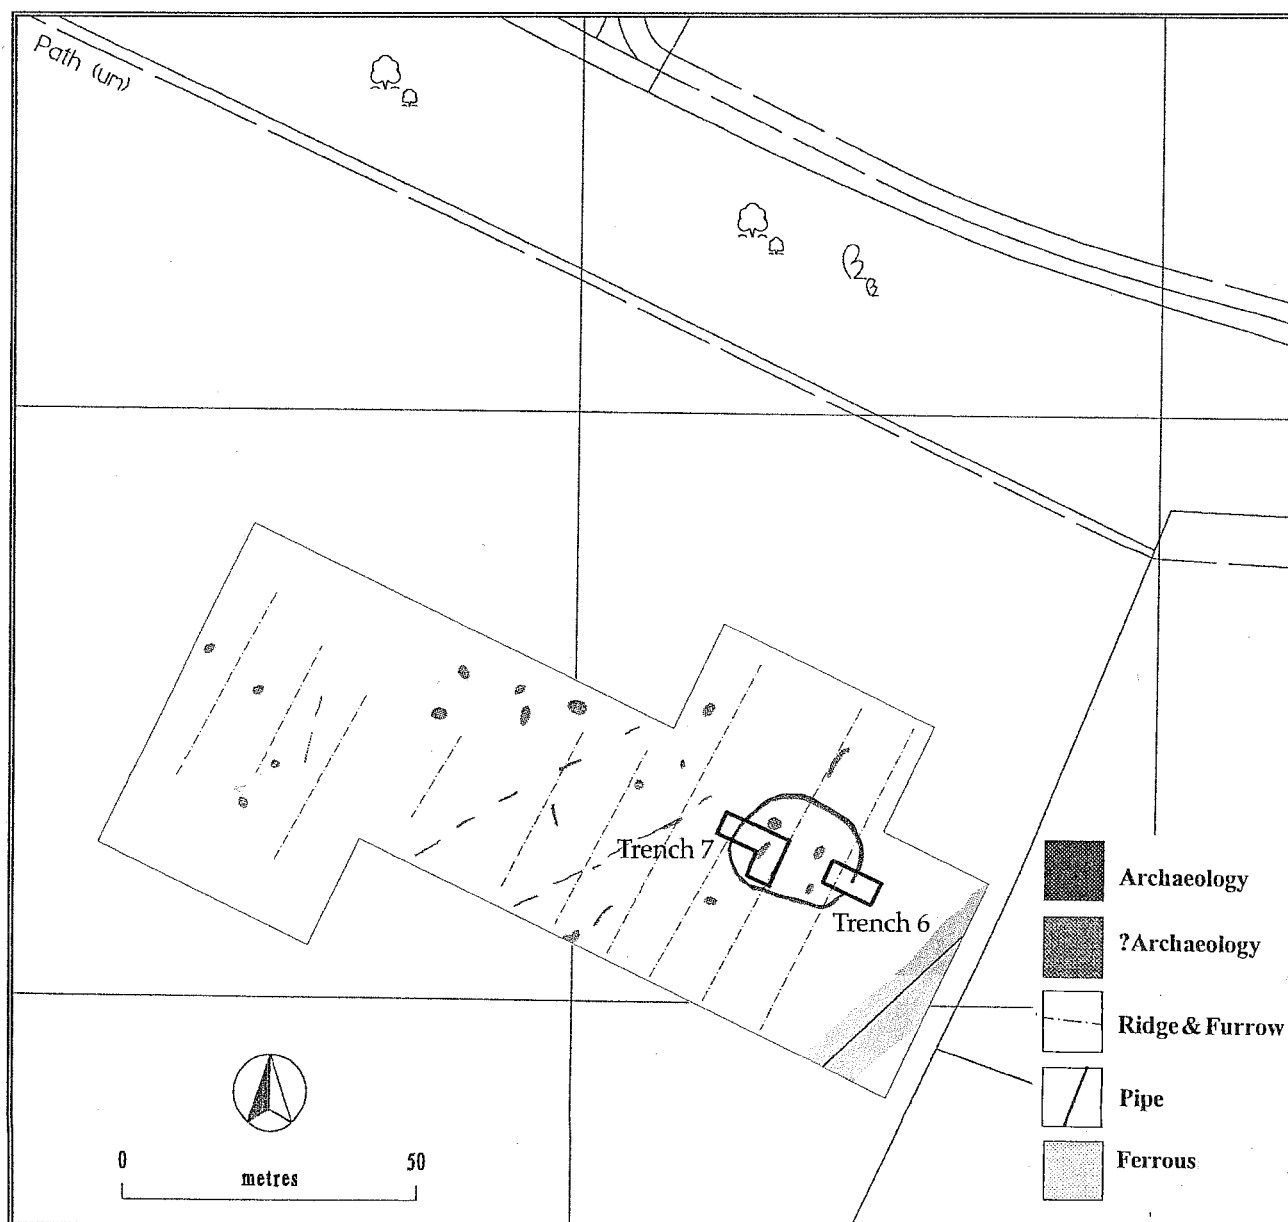 Path (um)
Trench 7
Trench 6
Archaeology
?Archaeology
Ridge & Furrow
Pipe
Ferrous
0 50
metres